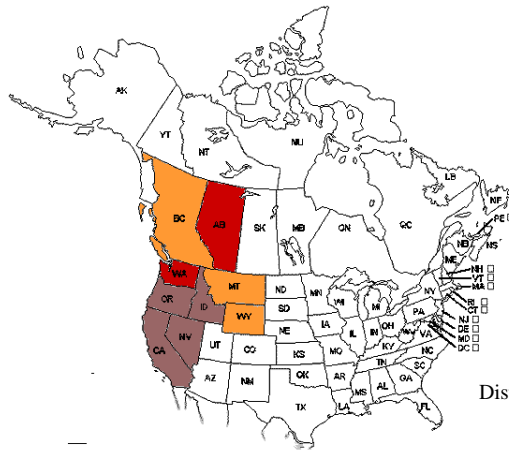 AK
YT
NT
NU
BC
AB
SK
MB
ON
QC
LB
NF
PE
NB
NS
ME
NH
VT
MA
WA
MT
ND
MN
OR
ID
WY
SD
WI
MI
NY
RI
CT
NE
IA
PA
NJ
DE
MD
DC
NV
UT
CO
IL
IN
OH
WV
VA
CA
KS
MO
KY
NC
TN
AZ
NM
OK
AR
SC
MS
AL
GA
TX
LA
FL
Dis